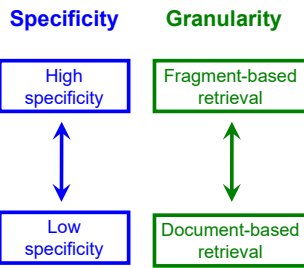 Specificity
Granularity
High
specificity
Fragment-based
retrieval
Low
specificity
Document-based
retrieval